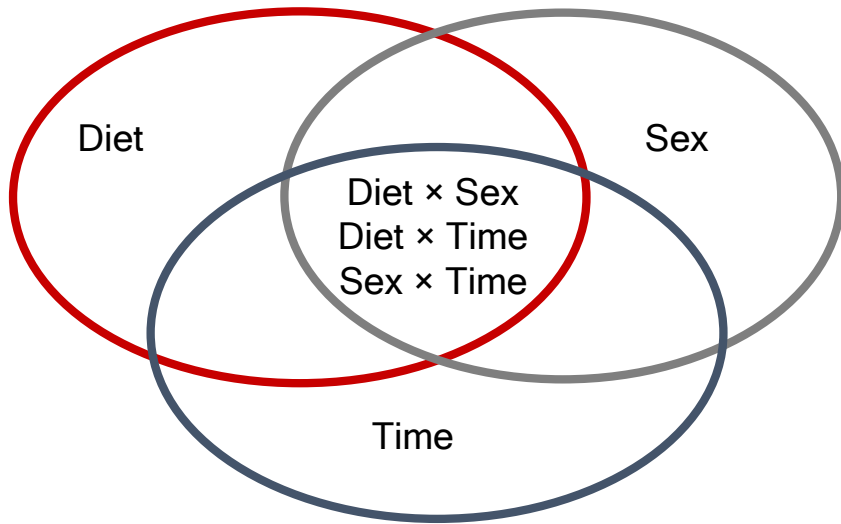 Diet
Sex
Diet × Sex
Diet × Time
Sex × Time
Time